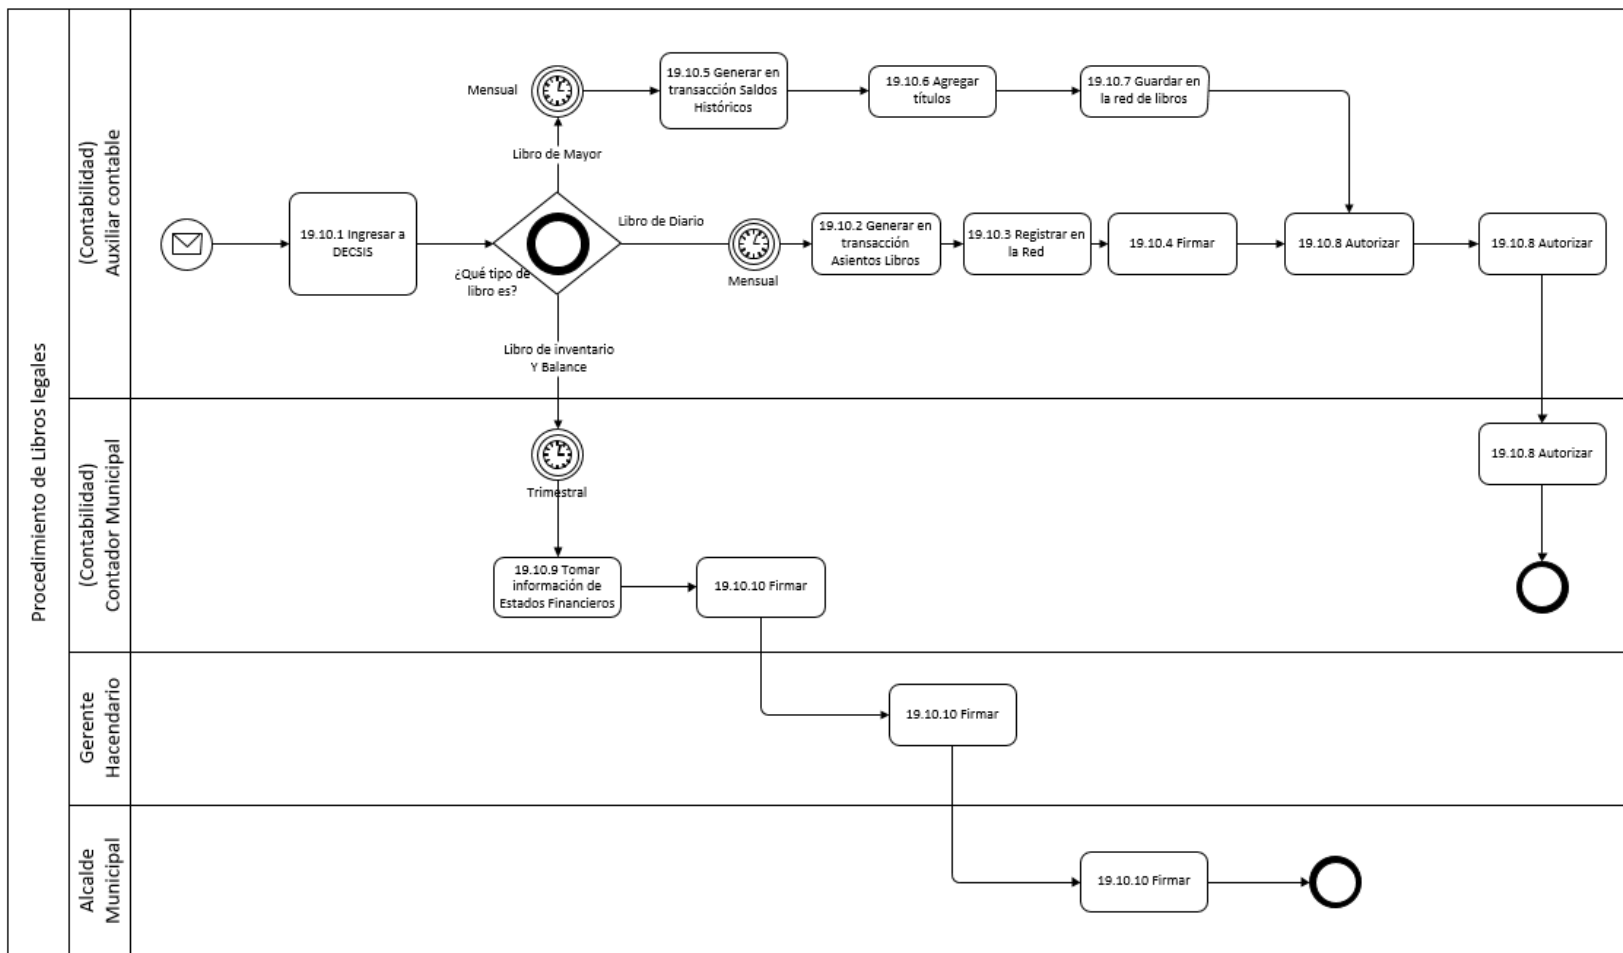 Procedimiento de Libros legales
(Contabilidad)
Auxiliar contable
Mensual
19.10.5 Generar en
transacción Saldos
Históricos
19.10.6 Agregar
títulos
19.10.7 Guardar en
la red de libros
Libro de Mayor
19.10.1 Ingresar a
DECSIS
¿Qué tipo de
libro es?
Libro de Diario
Mensual
19.10.2 Generar en
transacción
Asientos Libros
19.10.3 Registrar en
la Red
19.10.4 Firmar
19.10.8 Autorizar
19.10.8 Autorizar
Libro de inventario
Y Balance
(Contabilidad)
Contador Municipal
Trimestral
19.10.8 Autorizar
19.10.9 Tomar
información de
Estados Financieros
19.10.10 Firmar
Gerente
Hacendario
19.10.10 Firmar
Alcalde
Municipal
19.10.10 Firmar